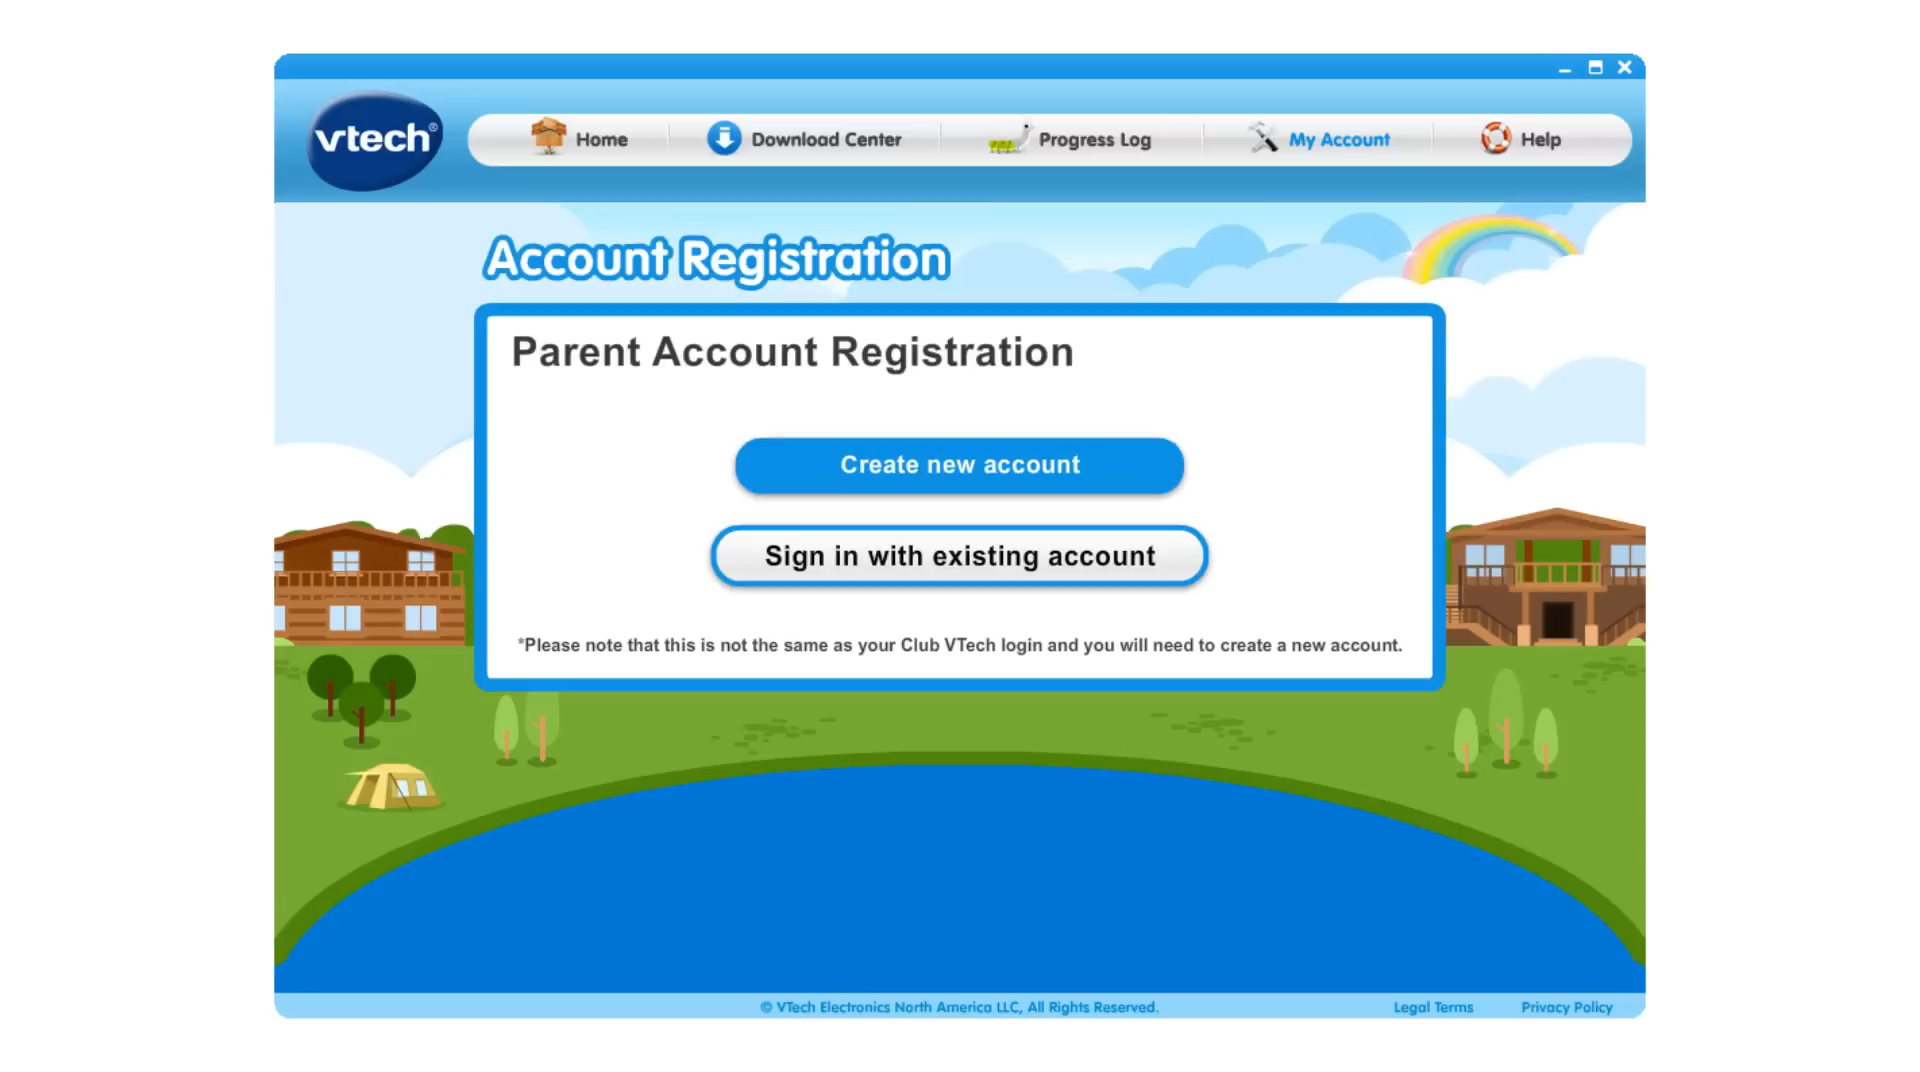 vtech®
Home
Download Center
Progress Log
My Account
Help
Account Registration
Parent Account Registration
Create new account
Sign in with existing account
*Please note that this is not the same as your Club VTech login and you will need to create a new account.
© VTech Electronics North America LLC, All Rights Reserved.
Legal Terms
Privacy Policy